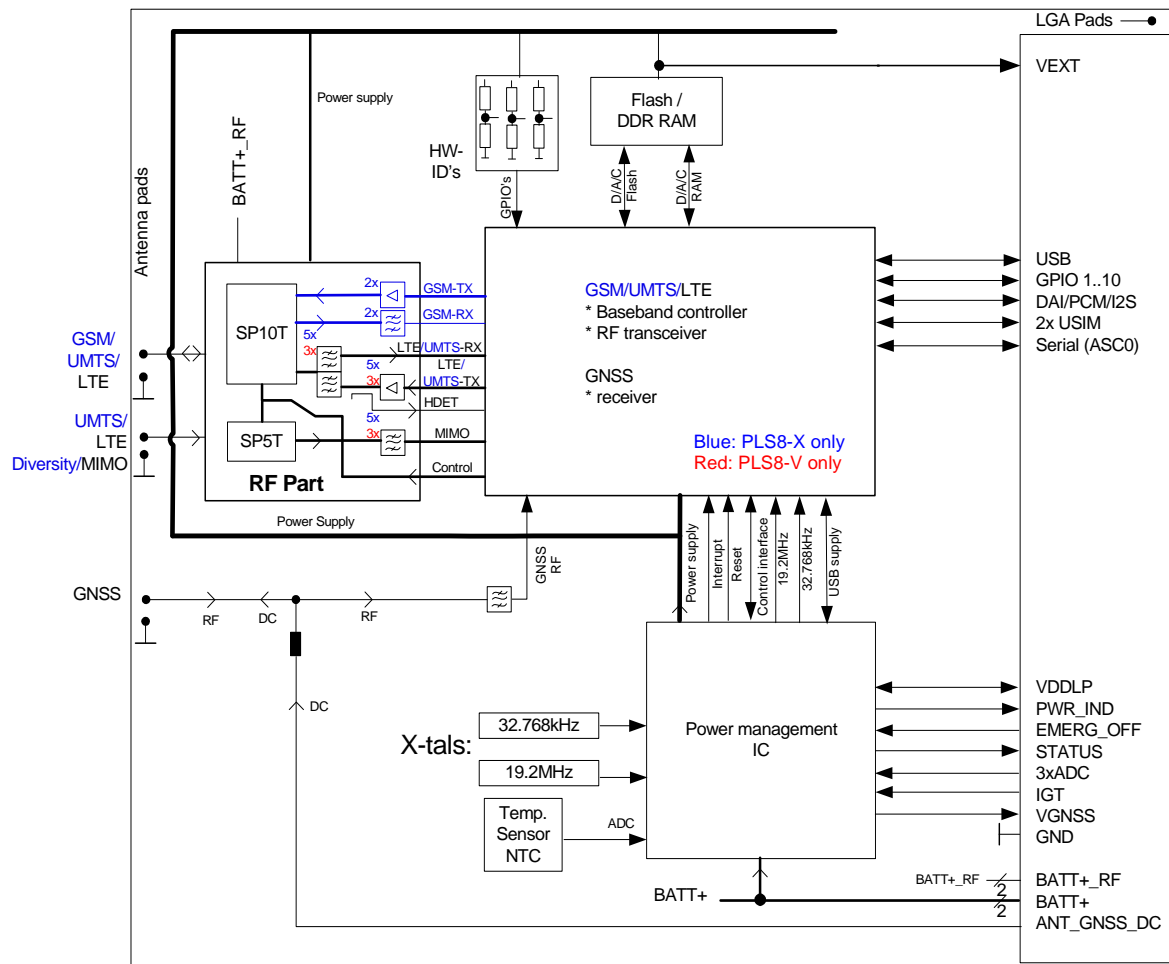 LGA Pads
VEXT
Power supply
Flash /
DDR RAM
BATT+_RF
HW-
ID's
GPIO's
D/A/C
Flash
D/A/C
RAM
Antenna pads
USB
GPIO 1..10
DAI/PCM/I2S
2x USIM
Serial (ASC0)
GSM/UMTS/LTE
* Baseband controller
* RF transceiver
GNSS
* receiver
Blue: PLS8-X only
Red: PLS8-V only
SP10T
2x
GSM-TX
2x
GSM-RX
5x
3x
LTE/UMTS-RX
5x
LTE/
3x
UMTS-TX
HDET
5x
3x
MIMO
SP5T
Control
RF Part
GSM/
UMTS/
LTE
UMTS/
LTE
Diversity/MIMO
Power Supply
GNSS
RF
Power supply
Interrupt
Reset
Control interface
19.2MHz
32.768kHz
USB supply
GNSS
RF
DC
RF
DC
X-tals:
32.768kHz
19.2MHz
Temp.
Sensor
NTC
ADC
Power management
IC
VDDLP
PWR_IND
EMERG_OFF
STATUS
3xADC
IGT
VGNSS
GND
BATT+
BATT+_RF
2
BATT+_RF
2
BATT+
ANT_GNSS_DC